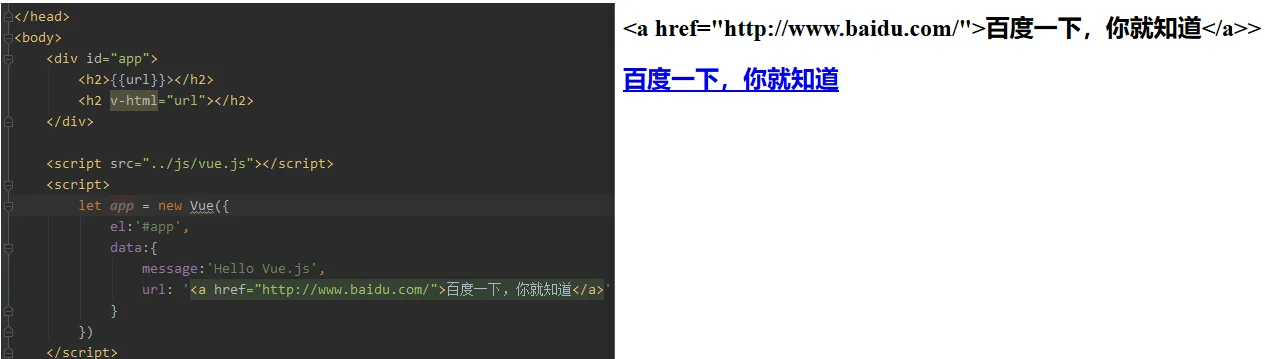 </head>
<body>
<div id="app">
<h2>{{url}}></h2>
<h2 v-html="url"></h2>
</div>
<script src="../js/vue.js"></script>
<script>
let app = new Vue({
el:'#app',
data:{
message:'Hello Vue.js',
url: '<a href="http://www.baidu.com/">百度一下，你就知道</a>'
}
})
</script>
<a href="http://www.baidu.com/">百度一下，你就知道</a>>
百度一下，你就知道